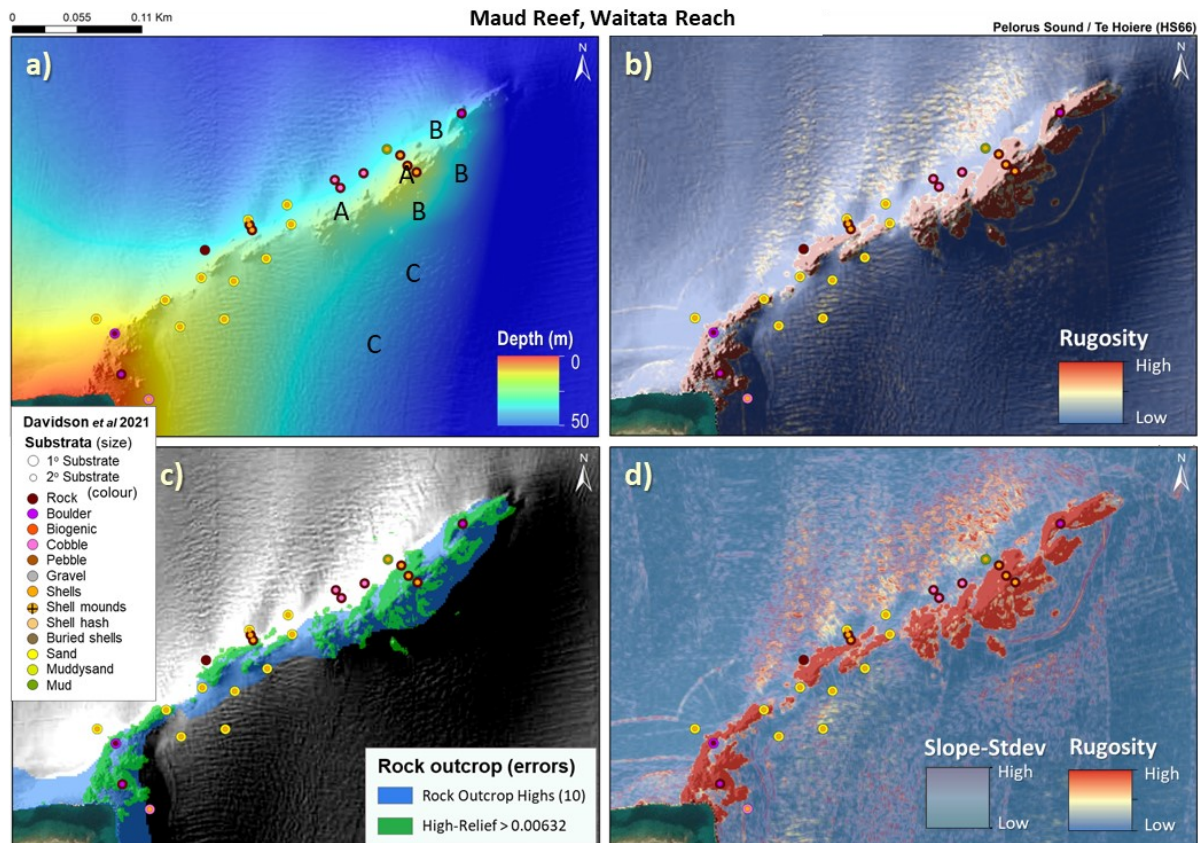 Maud Reef, Waitata Reach
0 0.055 0.11 Km
Pelorus Sound / Te Hoiere (HS66)
a)
N
B
A
B
A
B
C
C
Depth (m)
0
50
b)
N
Rugosity
High
Low
Davidson et al 2021
Substrata (size)
1º Substrate
2º Substrate
(colour)
Rock
Boulder
Biogenic
Cobble
Pebble
Gravel
Shells
Shell mounds
Shell hash
Buried shells
Sand
Muddysand
Mud
c)
N
Rock outcrop (errors)
Rock Outcrop Highs (10)
High-Relief > 0.00632
d)
N
Slope-Stdev
High
Low
Rugosity
High
Low